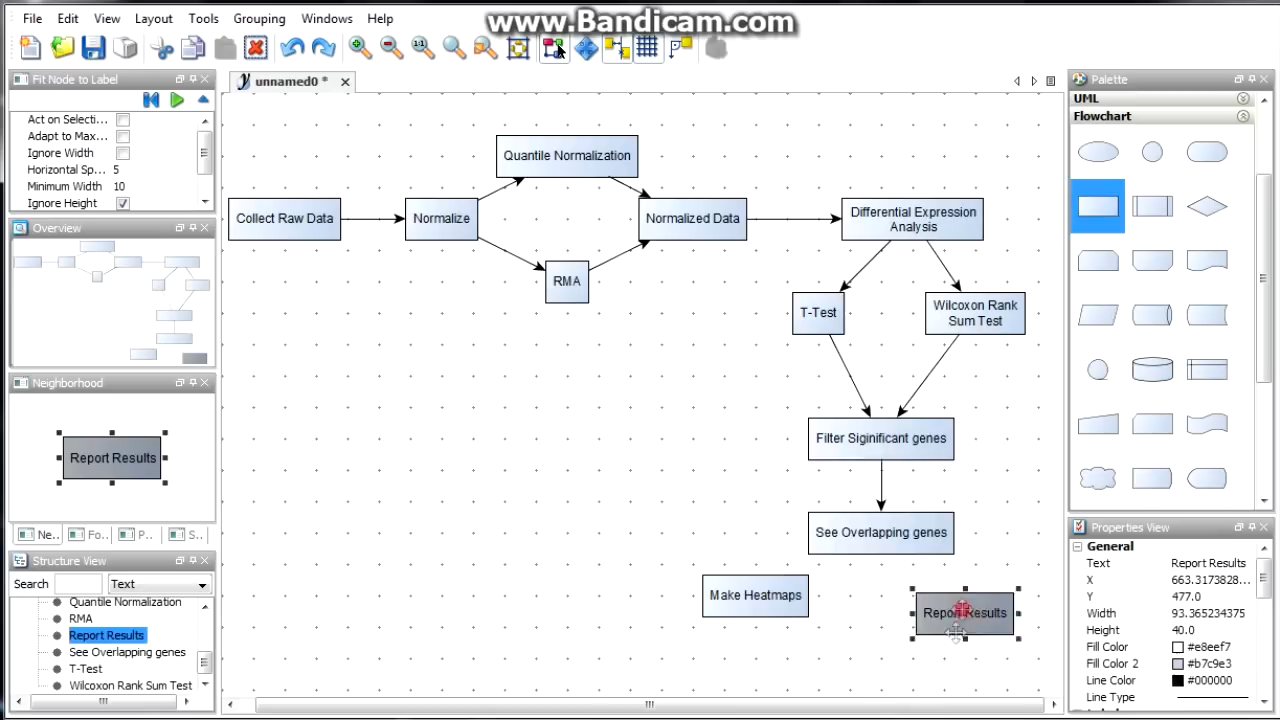 www.Bandicam.com
File Edit View Layout Tools Grouping Windows Help
1:1
Fit Node to Label
unnamed0 *
Palette
Act on Selecti...
Adapt to Max...
Ignore Width
Horizontal Sp... 5
Minimum Width 10
Ignore Height
Overview
Neighborhood
Report Results
Ne... Fo... P... S...
Structure View
Search Text
Quantile Normalization
RMA
Report Results
See Overlapping genes
T-Test
Wilcoxon Rank Sum Test
Quantile Normalization
Collect Raw Data
Normalize
Normalized Data
RMA
Differential Expression
Analysis
T-Test
Wilcoxon Rank
Sum Test
Filter Siginificant genes
See Overlapping genes
Make Heatmaps
Report Results
UML
Flowchart
Properties View
General
Text Report Results
X 663.3173828...
Y 477.0
Width 93.365234375
Height 40.0
Fill Color #e8eef7
Fill Color 2 #b7c9e3
Line Color #000000
Line Type